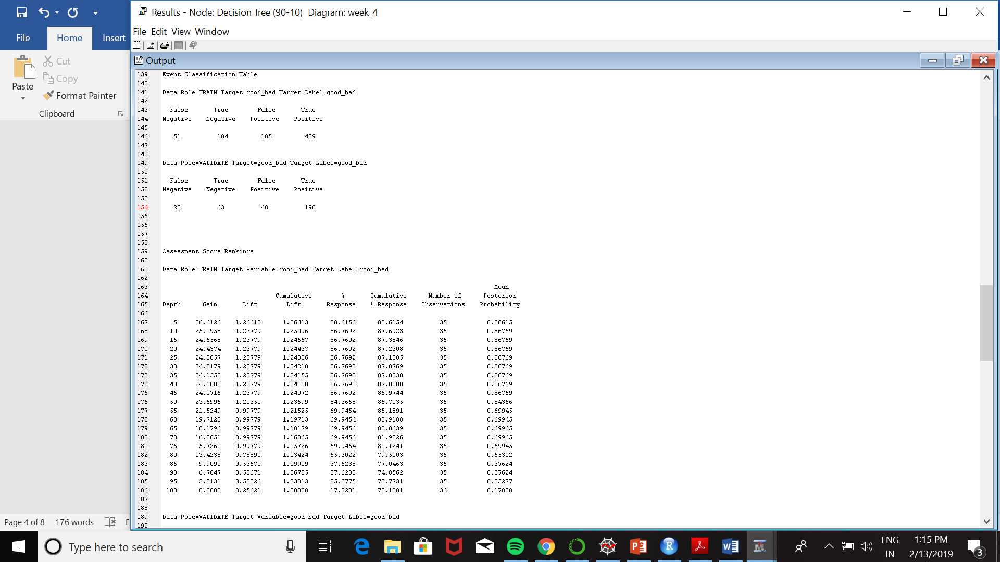 Results - Node: Decision Tree (90-10)  Diagram: week_4
File Edit View Window
File Home Insert
Cut
Copy
Paste
Format Painter
Clipboard
Output
139 Event Classification Table
140
141 Data Role=TRAIN Target=good_bad Target Label=good_bad
142
143 False True False True
144 Negative Negative Positive Positive
145
146 51 104 105 439
147
148
149 Data Role=VALIDATE Target=good_bad Target Label=good_bad
150
151 False True False True
152 Negative Negative Positive Positive
153
154 20 43 48 190
155
156
157
158
159 Assessment Score Rankings
160
161 Data Role=TRAIN Target Variable=good_bad Target Label=good_bad
162
163 Mean
164 Cumulative % Cumulative Number of Posterior
165 Depth Gain Lift Lift Response % Response Observations Probability
166
167 5 26.4126 1.26413 1.26413 88.6154 88.6154 35 0.88615
168 10 25.0958 1.23779 1.25096 86.7692 87.6923 35 0.86769
169 15 24.6568 1.23779 1.24657 86.7692 87.3846 35 0.86769
170 20 24.4374 1.23779 1.24437 86.7692 87.2308 35 0.86769
171 25 24.3057 1.23779 1.24306 86.7692 87.1385 35 0.86769
172 30 24.2179 1.23779 1.24218 86.7692 87.0769 35 0.86769
173 35 24.1552 1.23779 1.24155 86.7692 87.0330 35 0.86769
174 40 24.1082 1.23779 1.24108 86.7692 87.0000 35 0.86769
175 45 24.0716 1.23779 1.24072 86.7692 86.9744 35 0.86769
176 50 23.6995 1.20350 1.23699 84.3658 86.7135 35 0.84366
177 55 21.5249 0.99779 1.21525 69.9454 85.1891 35 0.69945
178 60 19.7128 0.99779 1.19713 69.9454 83.9188 35 0.69945
179 65 18.1794 0.99779 1.18179 69.9454 82.8439 35 0.69945
180 70 16.8651 0.99779 1.16865 69.9454 81.9226 35 0.69945
181 75 15.7260 0.99779 1.15726 69.9454 81.1241 35 0.69945
182 80 13.4238 0.78890 1.13424 55.3022 79.5103 35 0.55302
183 85 9.9090 0.53671 1.09909 37.6238 77.0463 35 0.37624
184 90 6.7847 0.53671 1.06785 37.6238 74.8562 35 0.37624
185 95 3.8131 0.50324 1.03813 35.2775 72.7731 35 0.35277
186 100 0.0000 0.25421 1.00000 17.8201 70.1001 34 0.17820
187
188
189 Data Role=VALIDATE Target Variable=good_bad Target Label=good_bad
190
Page 4 of 8 176 words E
Type here to search
ENG
IN
1:15 PM
2/13/2019
3